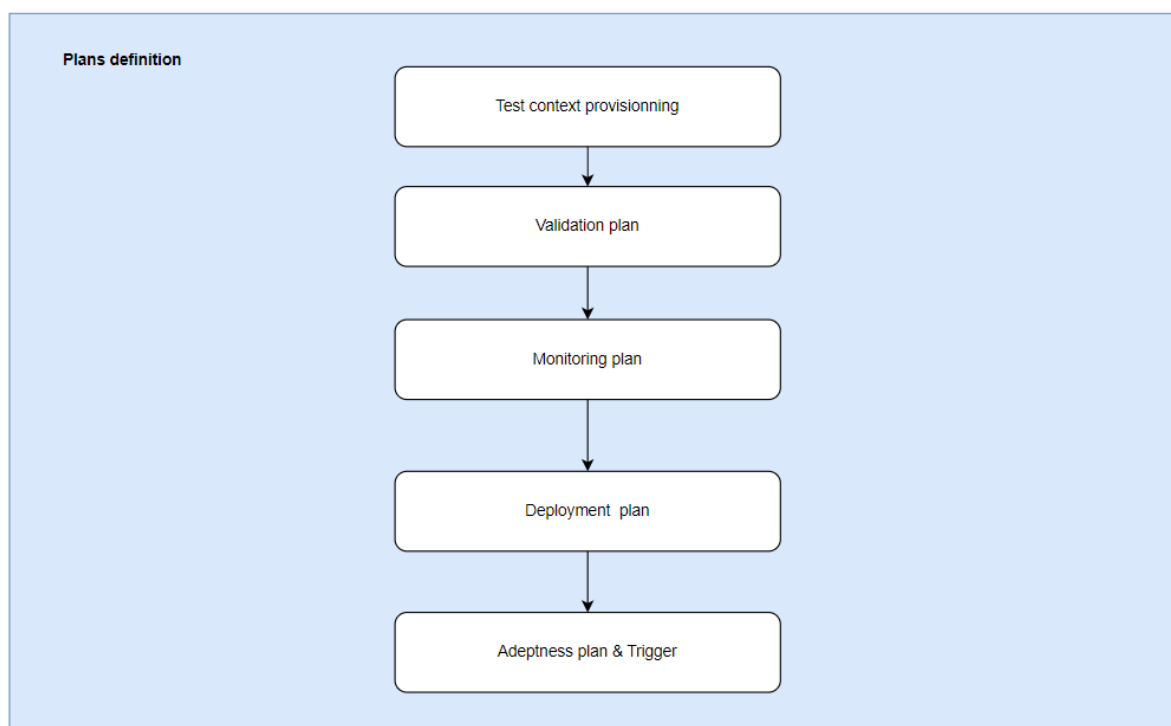 Plans definition
Test context provisionning
Validation plan
Monitoring plan
Deployment  plan
Adeptness plan & Trigger